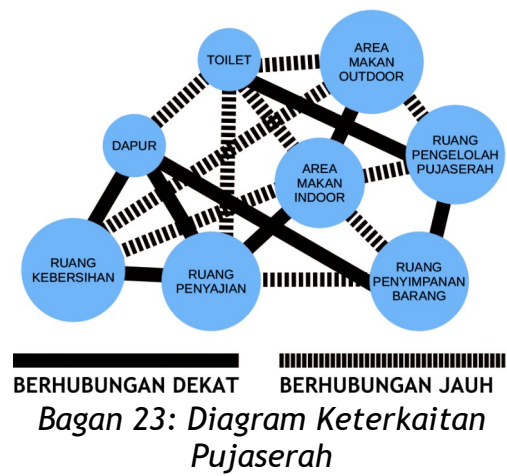 TOILET
AREA
MAKAN
OUTDOOR
DAPUR
AREA
MAKAN
INDOOR
RUANG
PENGELOLAH
PUJASERAH
RUANG
KEBERSIHAN
RUANG
PENYAJIAN
RUANG
PENYIMPANAN
BARANG
BERHUBUNGAN DEKAT
BERHUBUNGAN JAUH
Bagan 23: Diagram Keterkaitan
Pujaserah